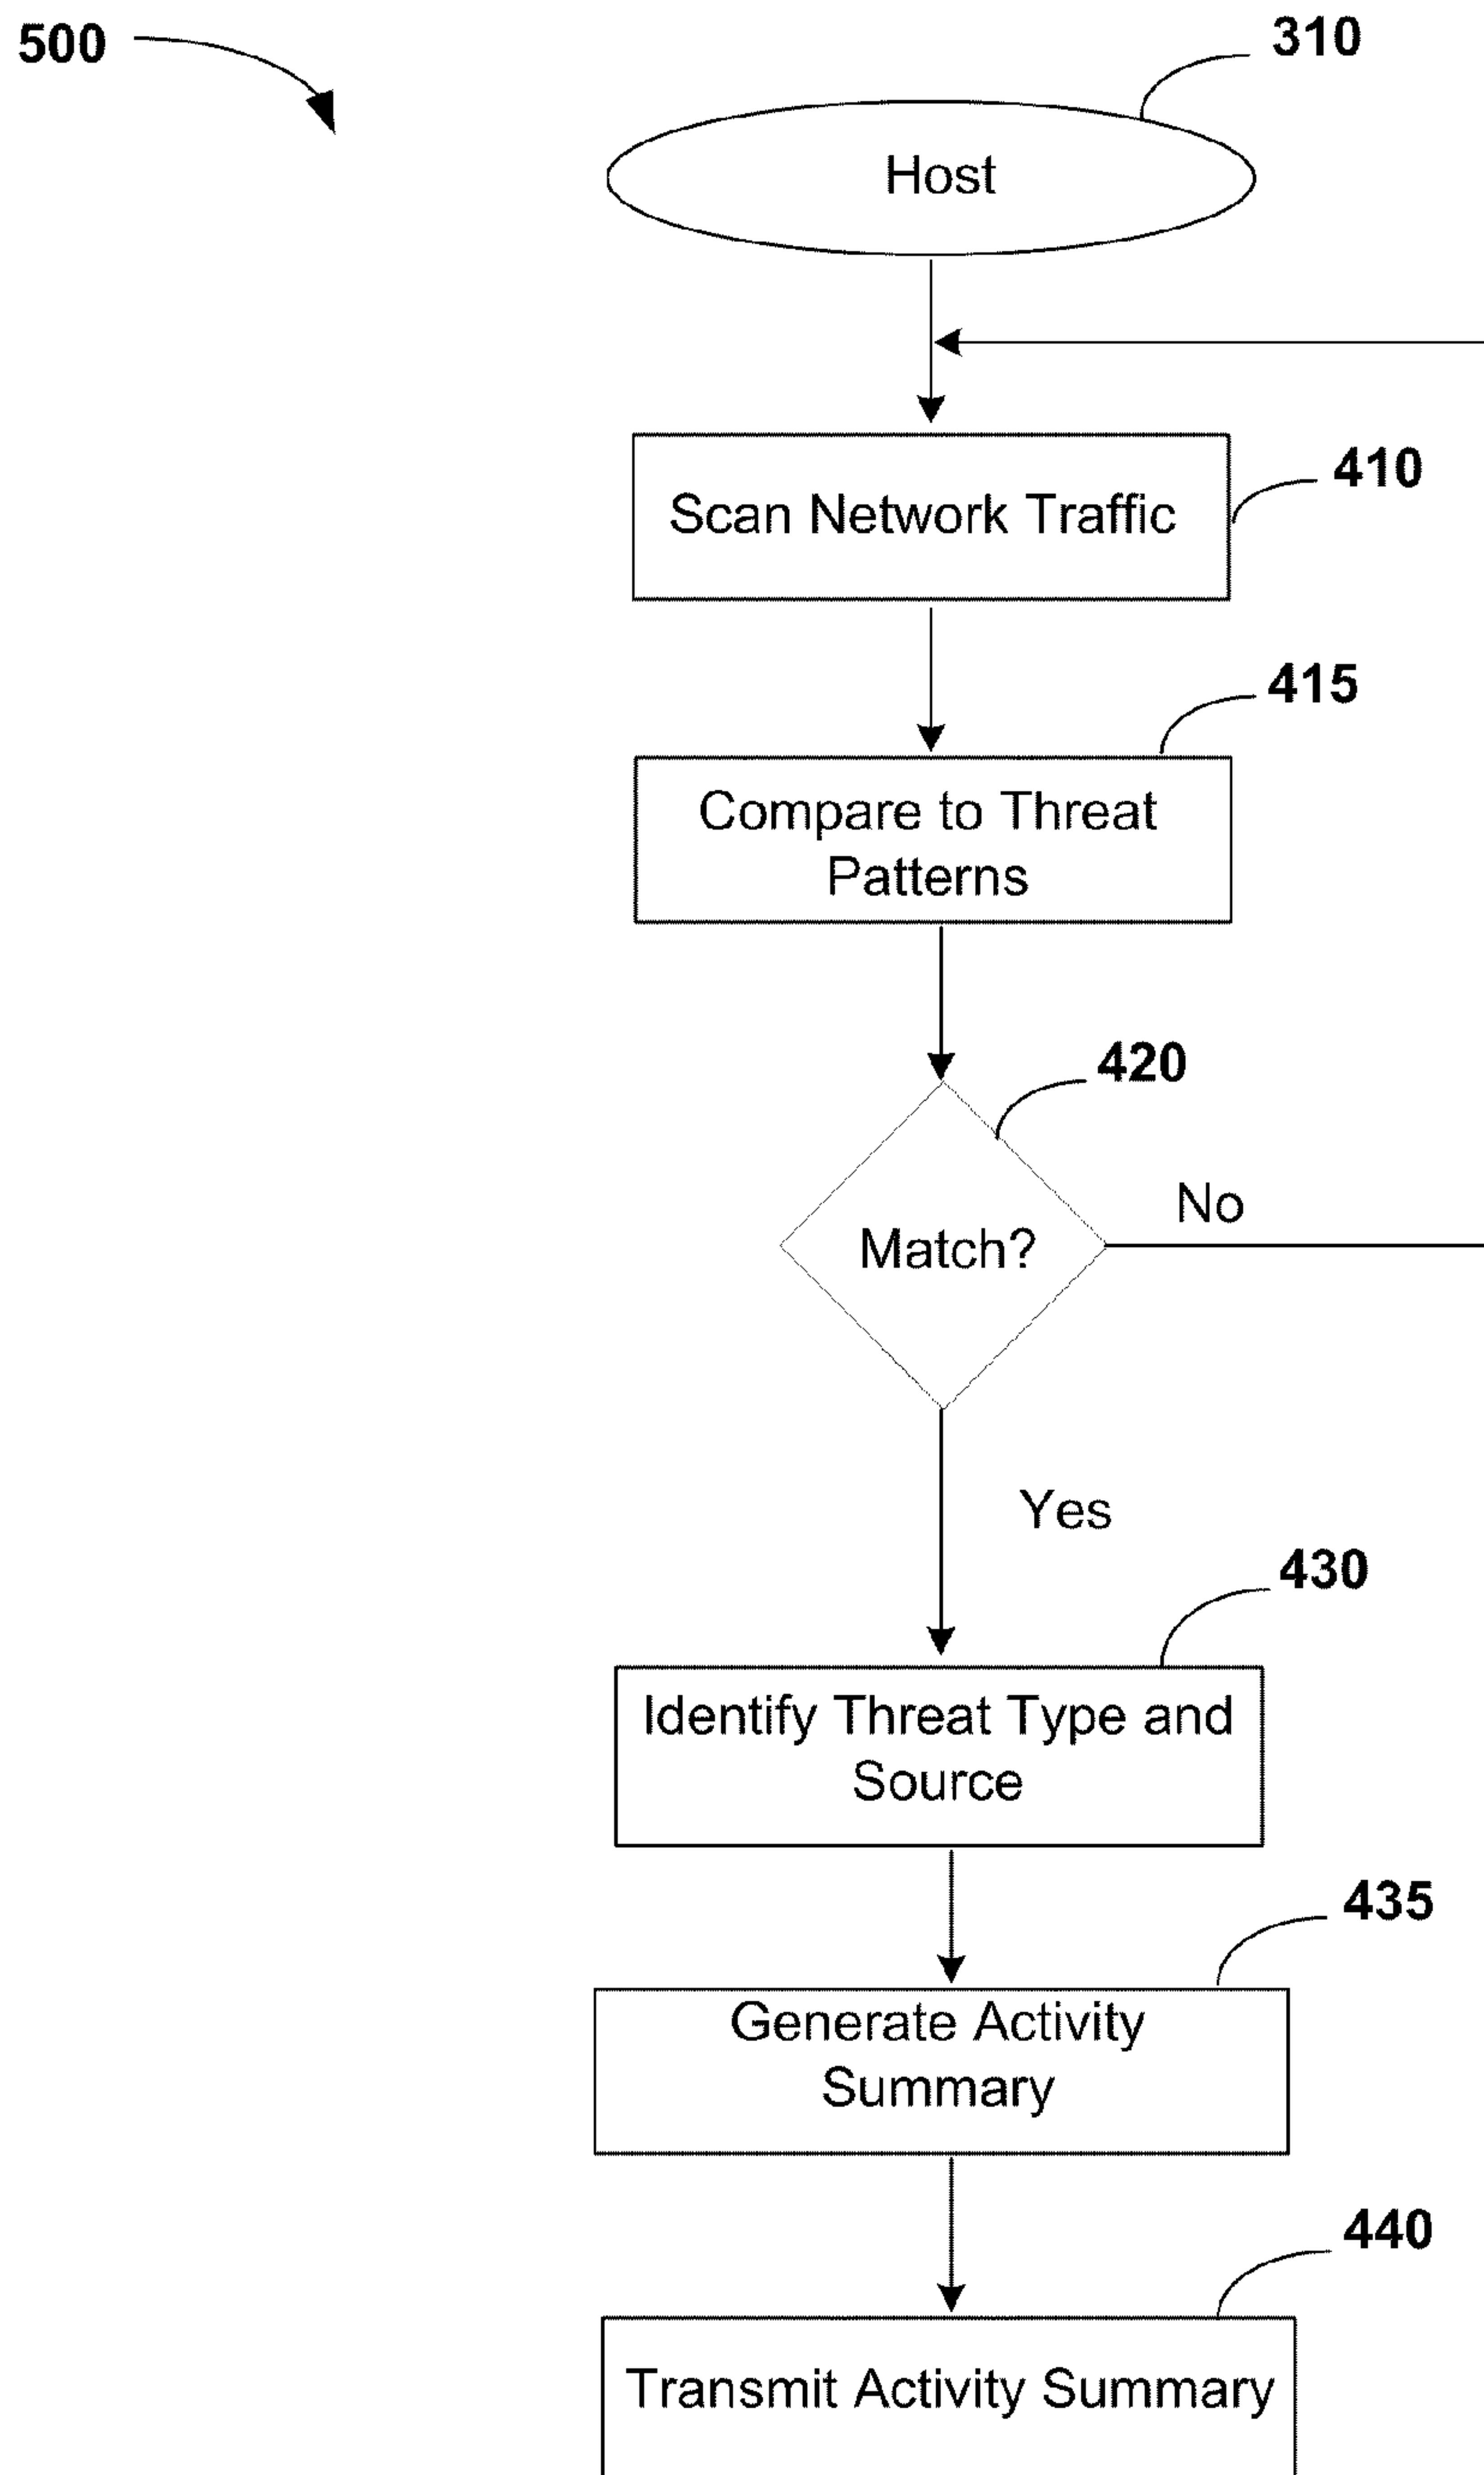 500
310
Host
410
Scan Network Traffic
415
Compare to Threat
Patterns
420
No
Match?
Yes
430
Identify Threat Type and
Source
435
Generate Activity
Summary
440
Transmit Activity Summary